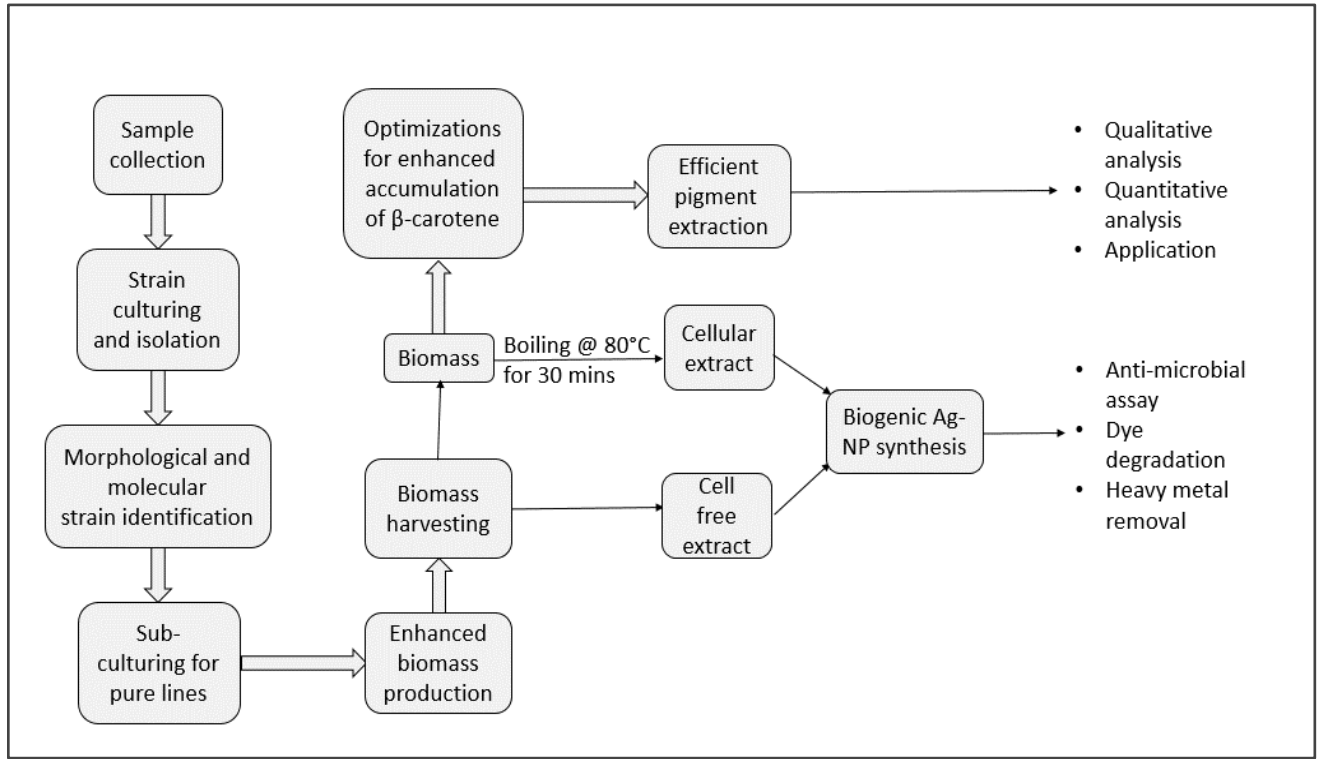 Sample
collection
Strain
culturing
and isolation
Morphological and
molecular
strain identification
Sub-
culturing for
pure lines
Enhanced
biomass
production
Biomass
harvesting
Biomass
Optimizations
for enhanced
accumulation
of β-carotene
Efficient
pigment
extraction
• Qualitative
analysis
• Quantitative
analysis
• Application
Boiling @ 80°C
for 30 mins
Cellular
extract
Cell
free
extract
Biogenic Ag-
NP synthesis
• Anti-microbial
assay
• Dye
degradation
• Heavy metal
removal